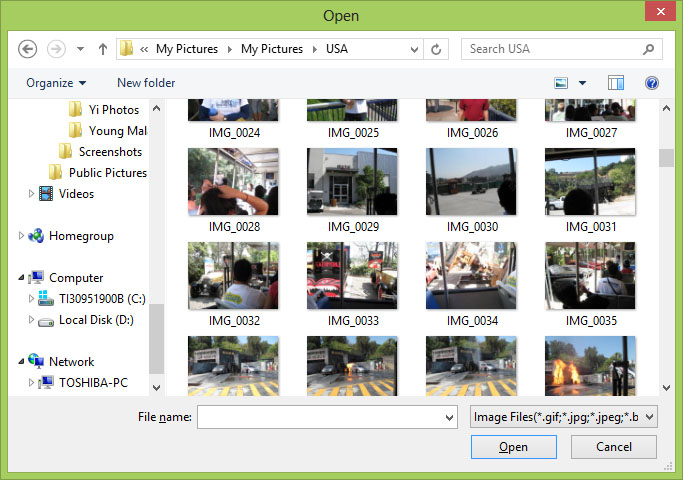 Open
« My Pictures My Pictures USA
Search USA
Organize New folder
Yi Photos
Young Mal
Screenshots
Public Pictures
Videos
Homegroup
Computer
TI30951900B (C:)
Local Disk (D:)
Network
TOSHIBA-PC
IMG_0024 IMG_0025 IMG_0026 IMG_0027
IMG_0028 IMG_0029 IMG_0030 IMG_0031
IMG_0032 IMG_0033 IMG_0034 IMG_0035
File name:
Image Files(*.gif;*.jpg;*.jpeg;*.b
Open Cancel